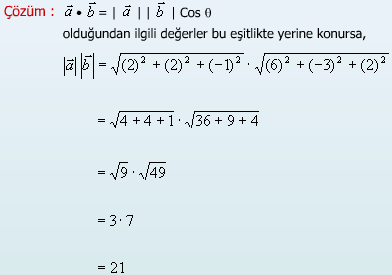 Çözüm : a⃗ • b⃗ = | a⃗ | | b⃗ | Cos θ
olduğundan ilgili değerler bu eşitlikte yerine konursa,
|a⃗| |b⃗| = √((2)² + (2)² + (−1)²) · √((6)² + (−3)² + (2)²)
= √(4 + 4 + 1) · √(36 + 9 + 4)
= √9 · √49
= 3 · 7
= 21